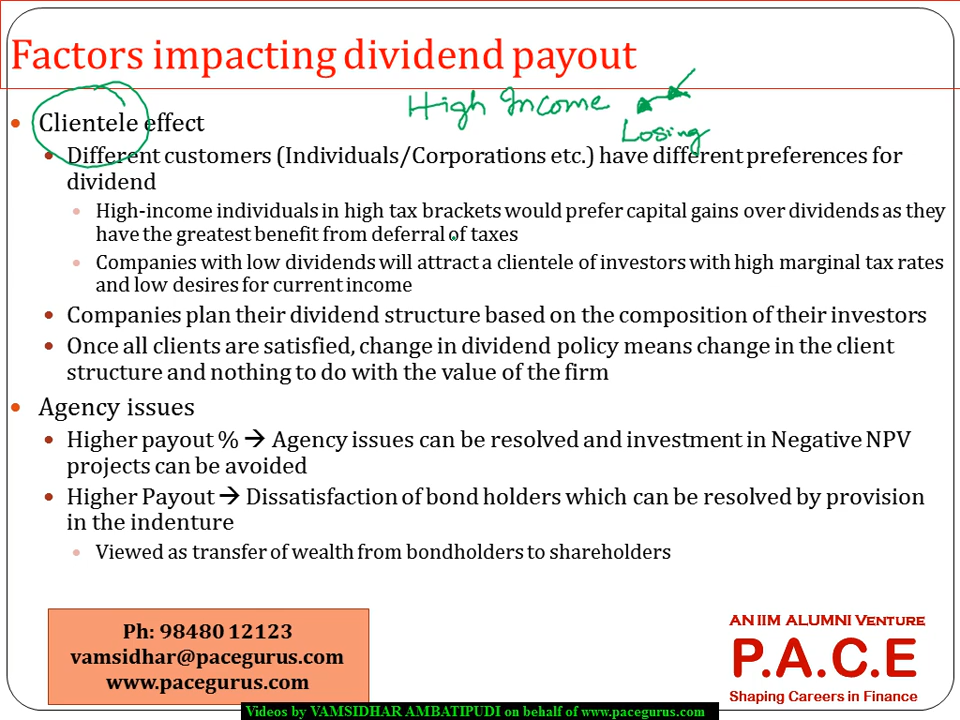 Factors impacting dividend payout
High Income
Losing
• Clientele effect
• Different customers (Individuals/Corporations etc.) have different preferences for
dividend
• High-income individuals in high tax brackets would prefer capital gains over dividends as they
have the greatest benefit from deferral of taxes
• Companies with low dividends will attract a clientele of investors with high marginal tax rates
and low desires for current income
• Companies plan their dividend structure based on the composition of their investors
• Once all clients are satisfied, change in dividend policy means change in the client
structure and nothing to do with the value of the firm
• Agency issues
• Higher payout % → Agency issues can be resolved and investment in Negative NPV
projects can be avoided
• Higher Payout → Dissatisfaction of bond holders which can be resolved by provision
in the indenture
• Viewed as transfer of wealth from bondholders to shareholders
Ph: 98480 12123
vamsidhar@pacegurus.com
www.pacegurus.com
AN IIM ALUMNI VENTURE
P.A.C.E
Shaping Careers in Finance
Videos by VAMSIDHAR AMBATIPUDI on behalf of www.pacegurus.com